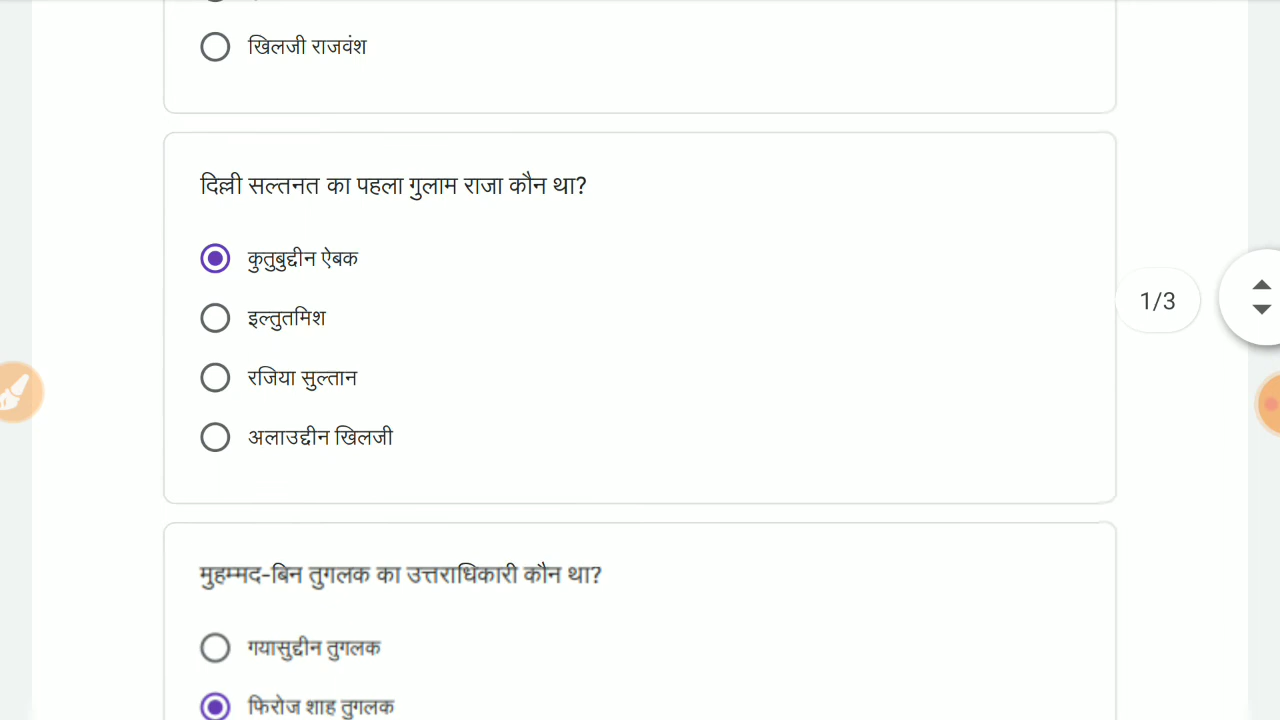 खिलजी राजवंश
दिल्ली सल्तनत का पहला गुलाम राजा कौन था?
कुतुबुद्दीन ऐबक
इल्तुतमिश
रजिया सुल्तान
अलाउद्दीन खिलजी
1/3
मुहम्मद-बिन तुगलक का उत्तराधिकारी कौन था?
गयासुद्दीन तुगलक
फिरोज शाह तुगलक